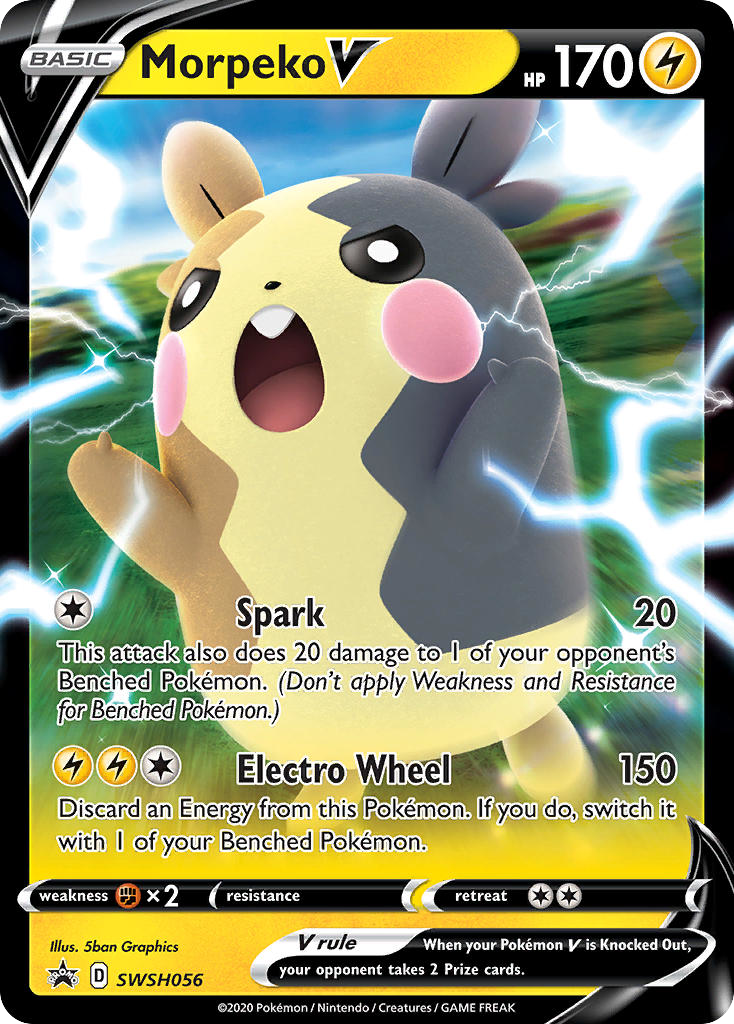 BASIC
Morpeko V
HP 170
Spark 20
This attack also does 20 damage to 1 of your opponent's
Benched Pokémon. (Don't apply Weakness and Resistance
for Benched Pokémon.)
Electro Wheel 150
Discard an Energy from this Pokémon. If you do, switch it
with 1 of your Benched Pokémon.
weakness ×2 resistance retreat
Illus. 5ban Graphics
V rule When your Pokémon V is Knocked Out,
your opponent takes 2 Prize cards.
PROMO D SWSH056
©2020 Pokémon / Nintendo / Creatures / GAME FREAK